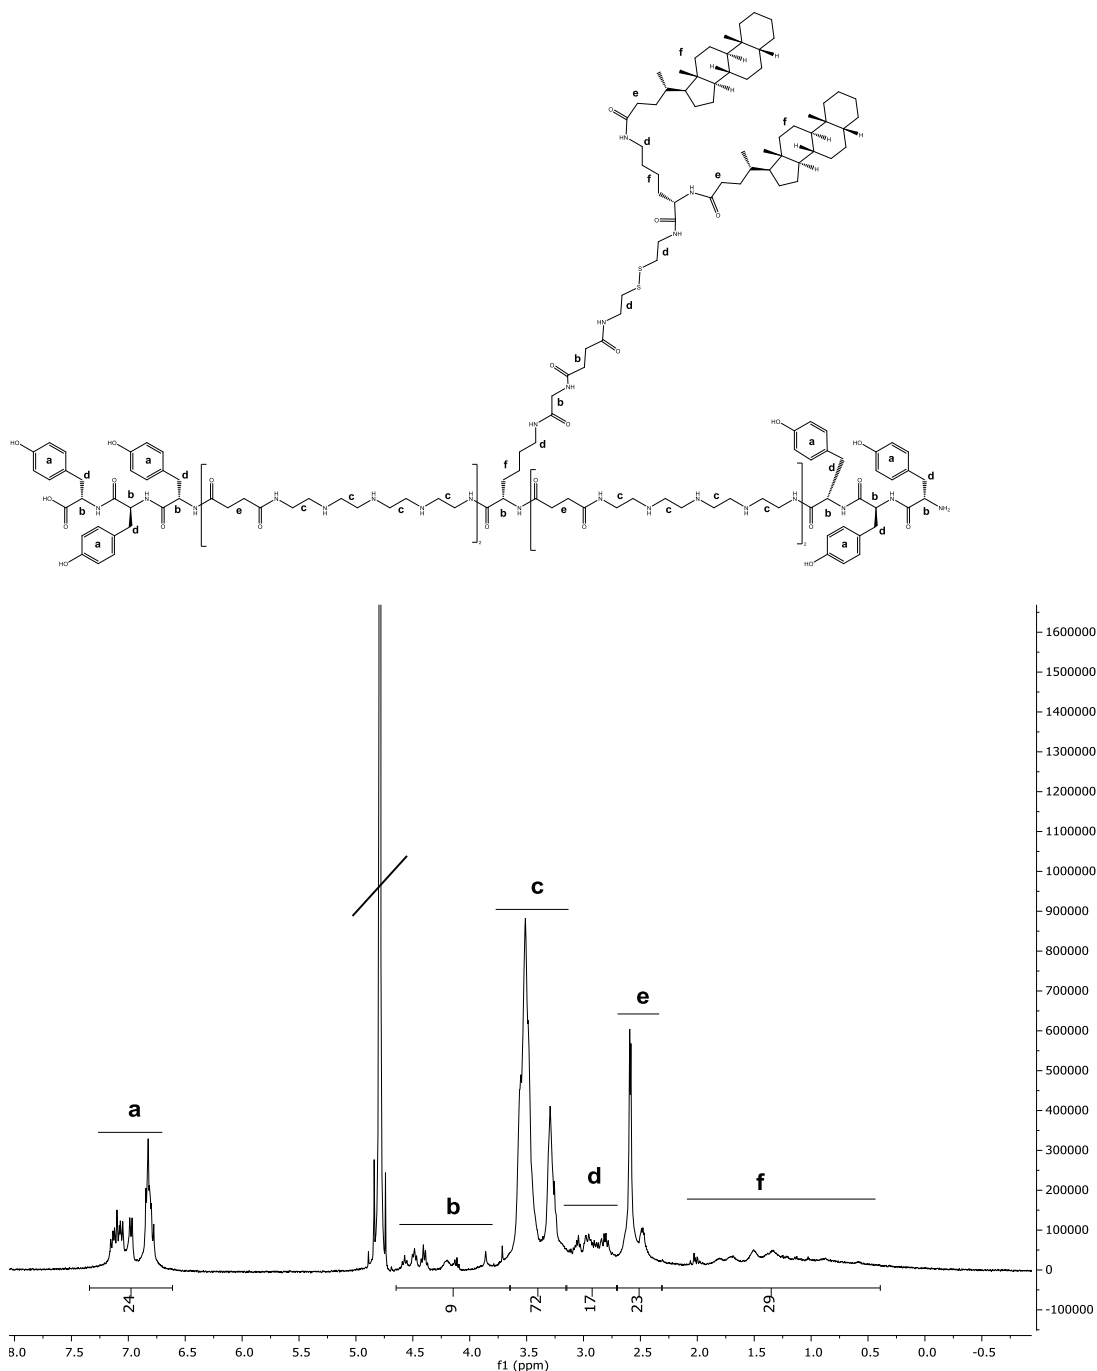 f
H H H
e
f
O
HN
d
H H H
f
e
H
N
O
O
NH
d
S
S
d
HN
O
b
O
NH
b
O
NH
d
f
HO HO HO HO
a a d a a
d d d
O b H O H O H H H H O H O H H H H O b H O
HO N N N N N N N N N N N N
b O b O e O c N c N c b N e O c N c N c O b N O b NH₂
H H 2 H H 2 H
d d
a a
HO HO
1600000
1500000
1400000
1300000
1200000
1100000
1000000
c
900000
800000
700000
e
600000
500000
a
400000
d f
300000
b
200000
100000
0
24 9 72 17 23 29
-100000
8.0 7.5 7.0 6.5 6.0 5.5 5.0 4.5 4.0 3.5 3.0 2.5 2.0 1.5 1.0 0.5 0.0 -0.5
f1 (ppm)